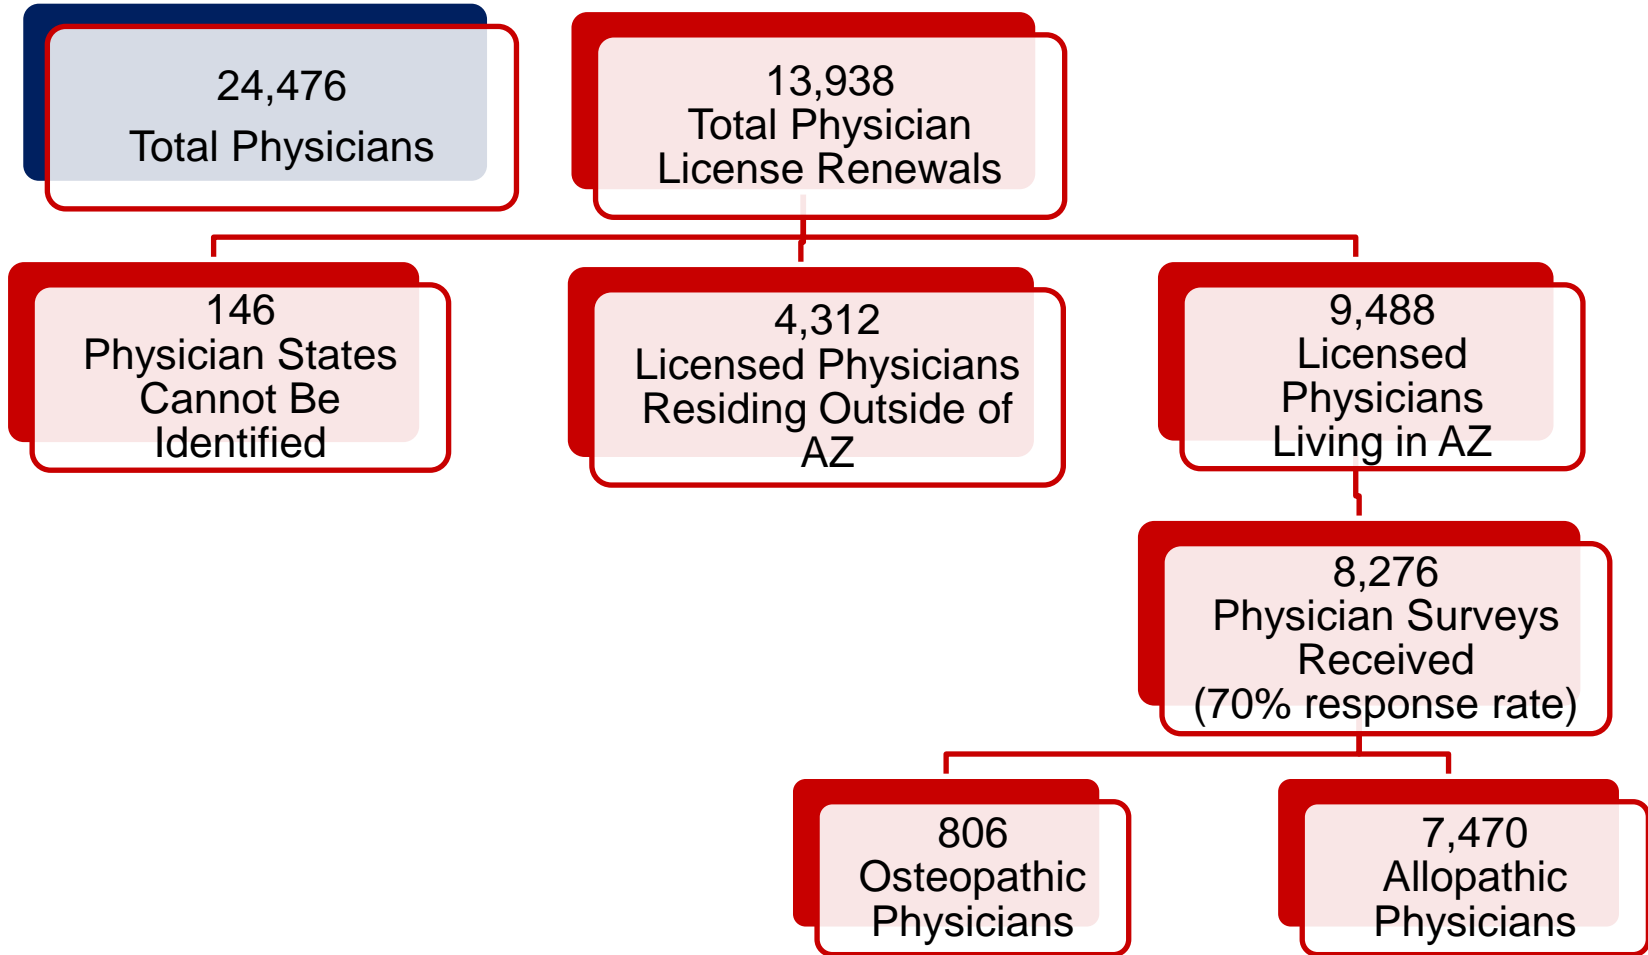 24,476
Total Physicians
13,938
Total Physician
License Renewals
146
Physician States
Cannot Be
Identified
4,312
Licensed Physicians
Residing Outside of
AZ
9,488
Licensed
Physicians
Living in AZ
8,276
Physician Surveys
Received
(70% response rate)
806
Osteopathic
Physicians
7,470
Allopathic
Physicians